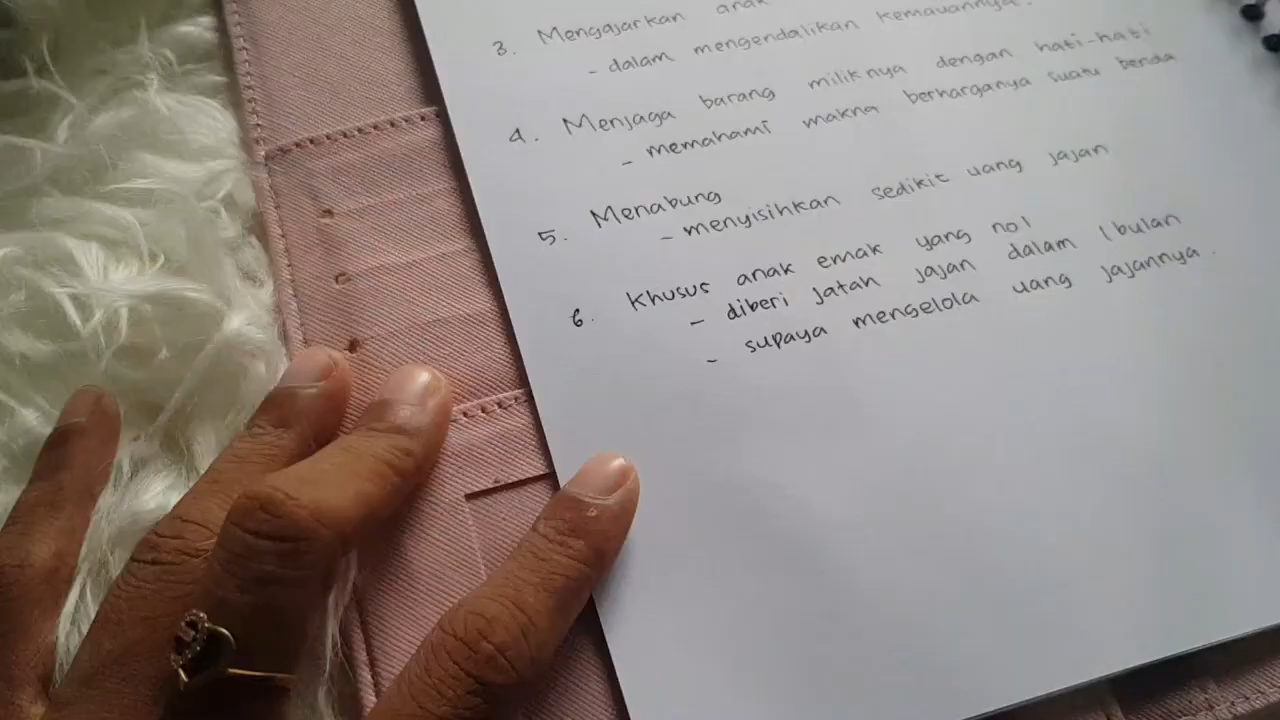 3. Mengajarkan anak
- dalam mengendalikan kemauannya.
4. Menjaga barang miliknya dengan hati-hati
- memahami makna berharganya suatu benda
5. Menabung
- menyisihkan sedikit uang jajan
6. Khusus anak emak yang no 1
- diberi jatah jajan dalam 1 bulan
- supaya mengelola uang jajannya.